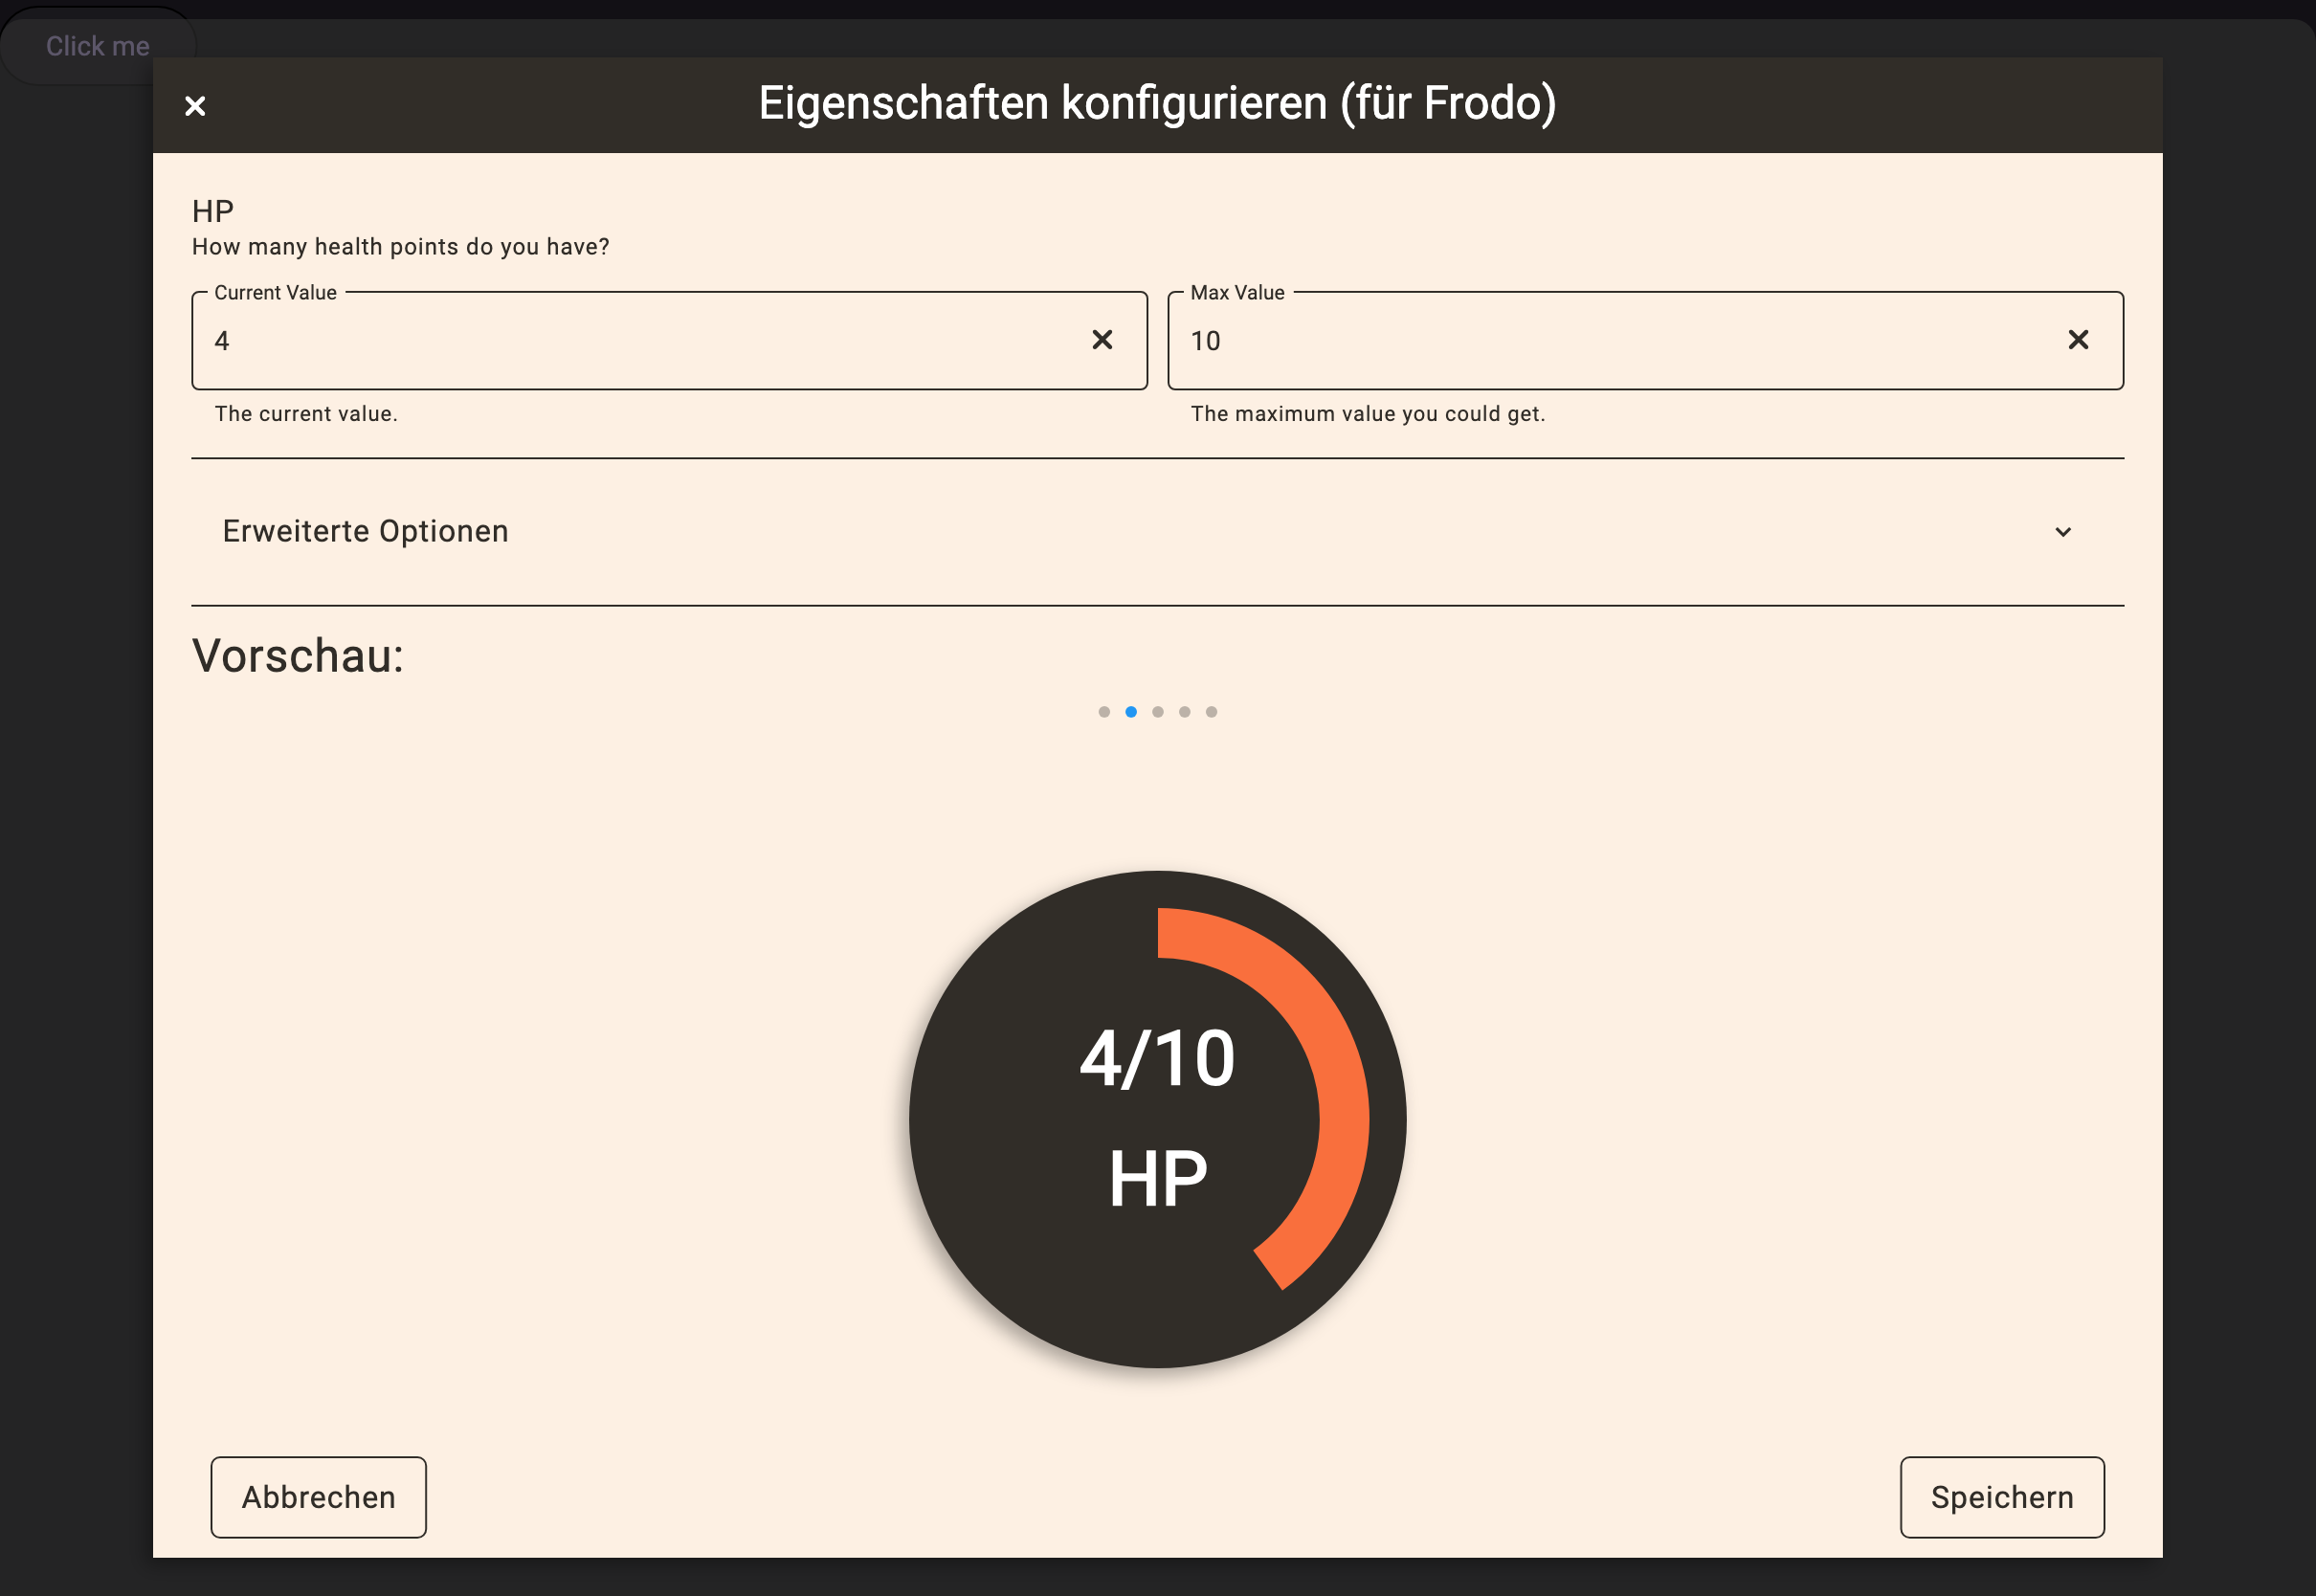 Click me
Eigenschaften konfigurieren (für Frodo)
HP
How many health points do you have?
Current Value
4
The current value.
Max Value
10
The maximum value you could get.
Erweiterte Optionen
Vorschau:
4/10
HP
Abbrechen
Speichern